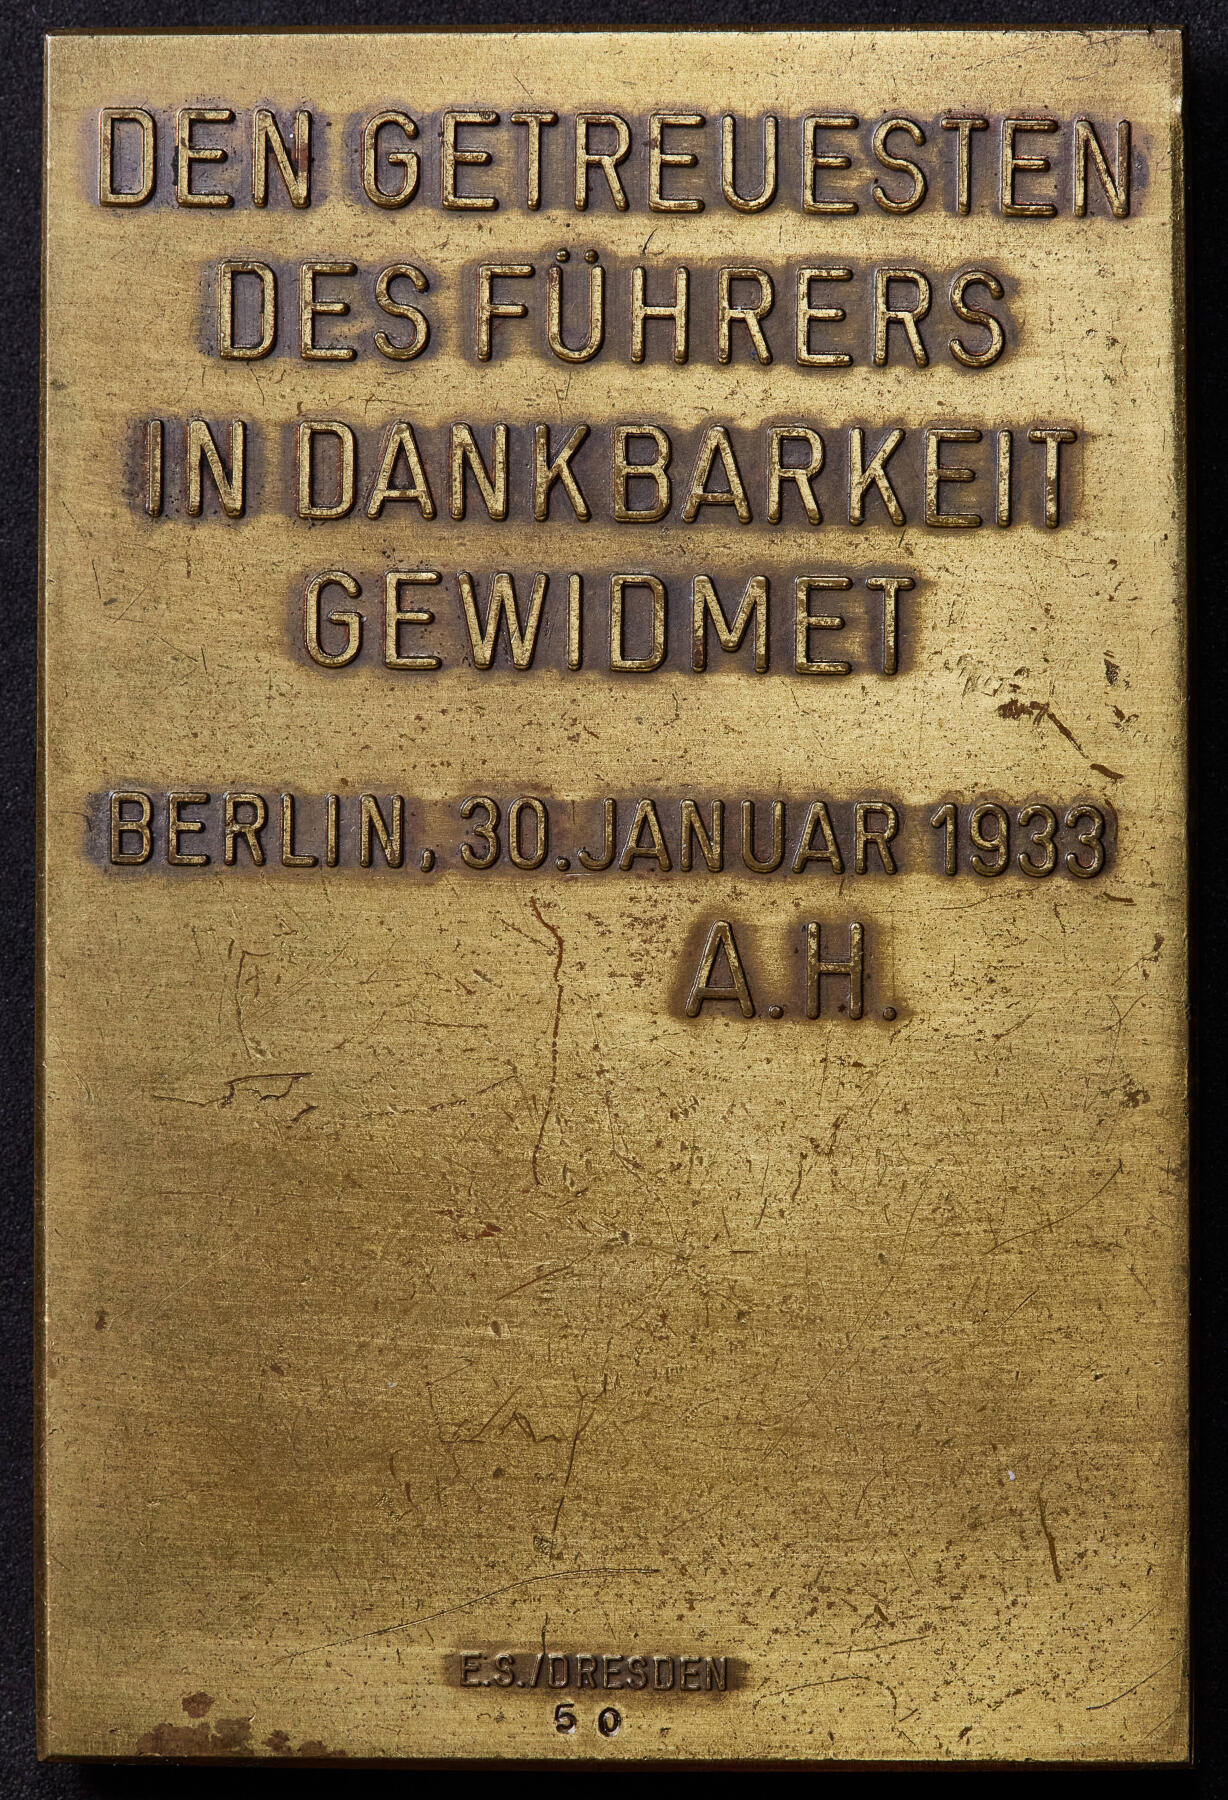 DEN GETREUESTEN
DES FÜHRERS
IN DANKBARKEIT
GEWIDMET
BERLIN, 30. JANUAR 1933
A.H.
E.S./DRESDEN
50